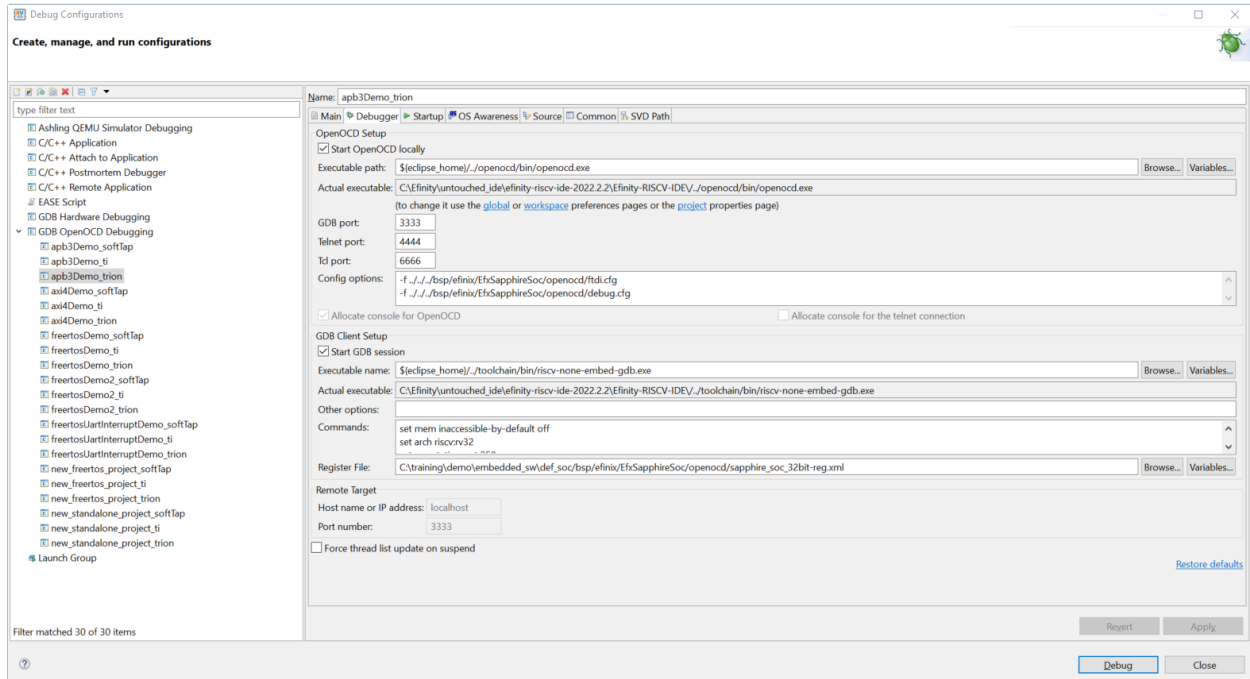 Debug Configurations
Create, manage, and run configurations
type filter text
Ashling QEMU Simulator Debugging
C/C++ Application
C/C++ Attach to Application
C/C++ Postmortem Debugger
C/C++ Remote Application
EASE Script
GDB Hardware Debugging
GDB OpenOCD Debugging
apb3Demo_softTap
apb3Demo_ti
apb3Demo_trion
axi4Demo_softTap
axi4Demo_ti
axi4Demo_trion
freertosDemo_softTap
freertosDemo_ti
freertosDemo_trion
freertosDemo2_softTap
freertosDemo2_ti
freertosDemo2_trion
freertosUartInterruptDemo_softTap
freertosUartInterruptDemo_ti
freertosUartInterruptDemo_trion
new_freertos_project_softTap
new_freertos_project_ti
new_freertos_project_trion
new_standalone_project_softTap
new_standalone_project_ti
new_standalone_project_trion
Launch Group
Filter matched 30 of 30 items
Name: apb3Demo_trion
Main Debugger Startup OS Awareness Source Common SVD Path
OpenOCD Setup
Start OpenOCD locally
Executable path: ${eclipse_home}/../openocd/bin/openocd.exe Browse... Variables...
Actual executable: C:\Efinity\untouched_ide\efinity-riscv-ide-2022.2.2\Efinity-RISCV-IDE\/../openocd/bin/openocd.exe
(to change it use the global or workspace preferences pages or the project properties page)
GDB port: 3333
Telnet port: 4444
Tcl port: 6666
Config options: -f ../../../bsp/efinix/EfxSapphireSoc/openocd/ftdi.cfg
-f ../../../bsp/efinix/EfxSapphireSoc/openocd/debug.cfg
Allocate console for OpenOCD Allocate console for the telnet connection
GDB Client Setup
Start GDB session
Executable name: ${eclipse_home}/../toolchain/bin/riscv-none-embed-gdb.exe Browse... Variables...
Actual executable: C:\Efinity\untouched_ide\efinity-riscv-ide-2022.2.2\Efinity-RISCV-IDE\/../toolchain/bin/riscv-none-embed-gdb.exe
Other options:
Commands: set mem inaccessible-by-default off
set arch riscv:rv32
Register File: C:\training\demo\embedded_sw\def_soc/bsp/efinix/EfxSapphireSoc/openocd/sapphire_soc_32bit-reg.xml Browse... Variables...
Remote Target
Host name or IP address: localhost
Port number: 3333
Force thread list update on suspend
Restore defaults
Revert Apply
Debug Close